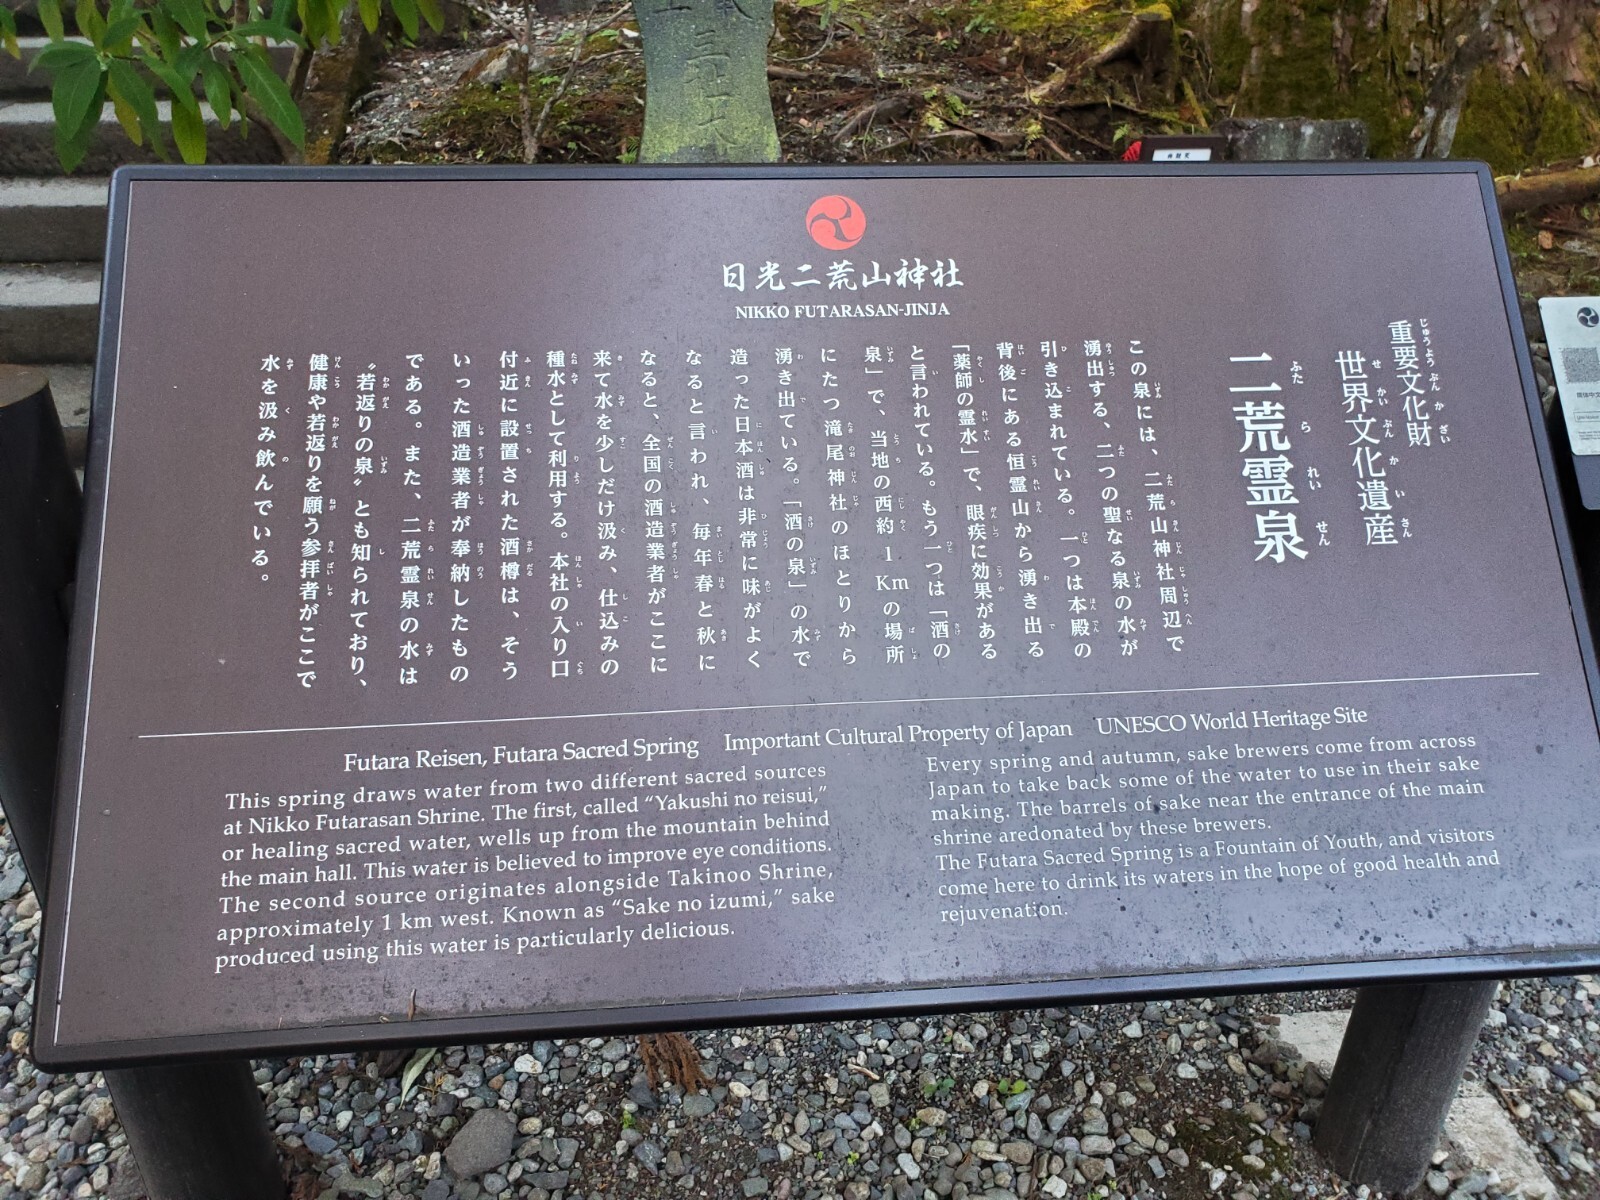 日光二荒山神社
NIKKO FUTARASAN-JINJA
重要文化財
世界文化遺産
二荒霊泉
この泉には、二荒山神社周辺で
湧出する、二つの聖なる泉の水が
引き込まれている。一つは本殿の
背後にある恒霊山から湧き出る
「薬師の霊水」で、眼疾に効果がある
と言われている。もう一つは「酒の
泉」で、当地の西約1Kmの場所
にたつ滝尾神社のほとりから
湧き出ている。「酒の泉」の水で
造った日本酒は非常に味がよく
なると言われ、毎年春と秋に
なると、全国の酒造業者がここに
来て水を少しだけ汲み、仕込みの
種水として利用する。本社の入り口
付近に設置された酒樽は、そう
いった酒造業者が奉納したもの
である。また、二荒霊泉の水は
〝若返りの泉〟とも知られており、
健康や若返りを願う参拝者がここで
水を汲み飲んでいる。
Futara Reisen, Futara Sacred Spring Important Cultural Property of Japan UNESCO World Heritage Site
This spring draws water from two different sacred sources
at Nikko Futarasan Shrine. The first, called “Yakushi no reisui,”
or healing sacred water, wells up from the mountain behind
the main hall. This water is believed to improve eye conditions.
The second source originates alongside Takinoo Shrine,
approximately 1 km west. Known as “Sake no izumi,” sake
produced using this water is particularly delicious.
Every spring and autumn, sake brewers come from across
Japan to take back some of the water to use in their sake
making. The barrels of sake near the entrance of the main
shrine aredonated by these brewers.
The Futara Sacred Spring is a Fountain of Youth, and visitors
come here to drink its waters in the hope of good health and
rejuvenation.